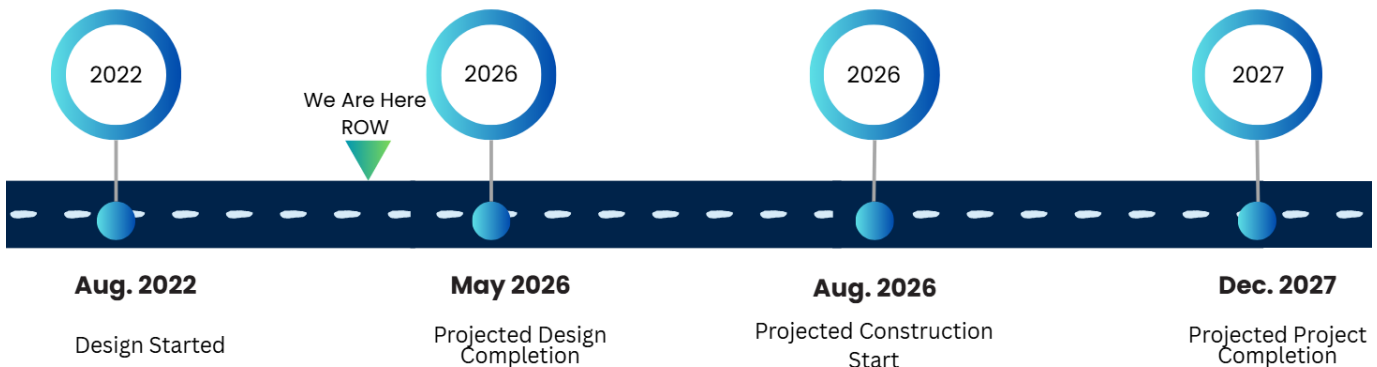 2022
We Are Here
ROW
2026
2026
2027
Aug. 2022
Design Started
May 2026
Projected Design
Completion
Aug. 2026
Projected Construction
Start
Dec. 2027
Projected Project
Completion